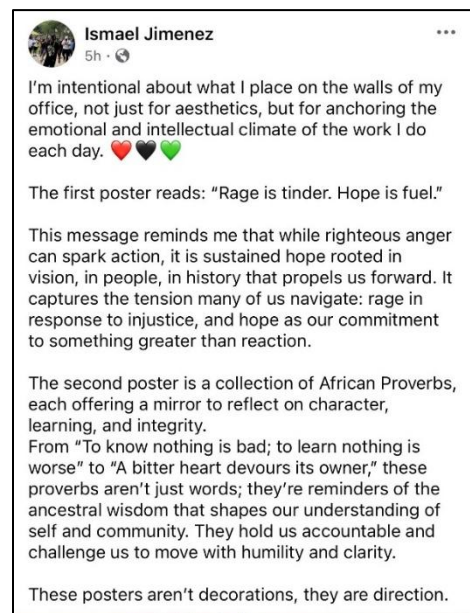 Ismael Jimenez
5h ·
I’m intentional about what I place on the walls of my
office, not just for aesthetics, but for anchoring the
emotional and intellectual climate of the work I do
each day. ❤️🖤💚
The first poster reads: “Rage is tinder. Hope is fuel.”
This message reminds me that while righteous anger
can spark action, it is sustained hope rooted in
vision, in people, in history that propels us forward. It
captures the tension many of us navigate: rage in
response to injustice, and hope as our commitment
to something greater than reaction.
The second poster is a collection of African Proverbs,
each offering a mirror to reflect on character,
learning, and integrity.
From “To know nothing is bad; to learn nothing is
worse” to “A bitter heart devours its owner,” these
proverbs aren’t just words; they’re reminders of the
ancestral wisdom that shapes our understanding of
self and community. They hold us accountable and
challenge us to move with humility and clarity.
These posters aren’t decorations, they are direction.